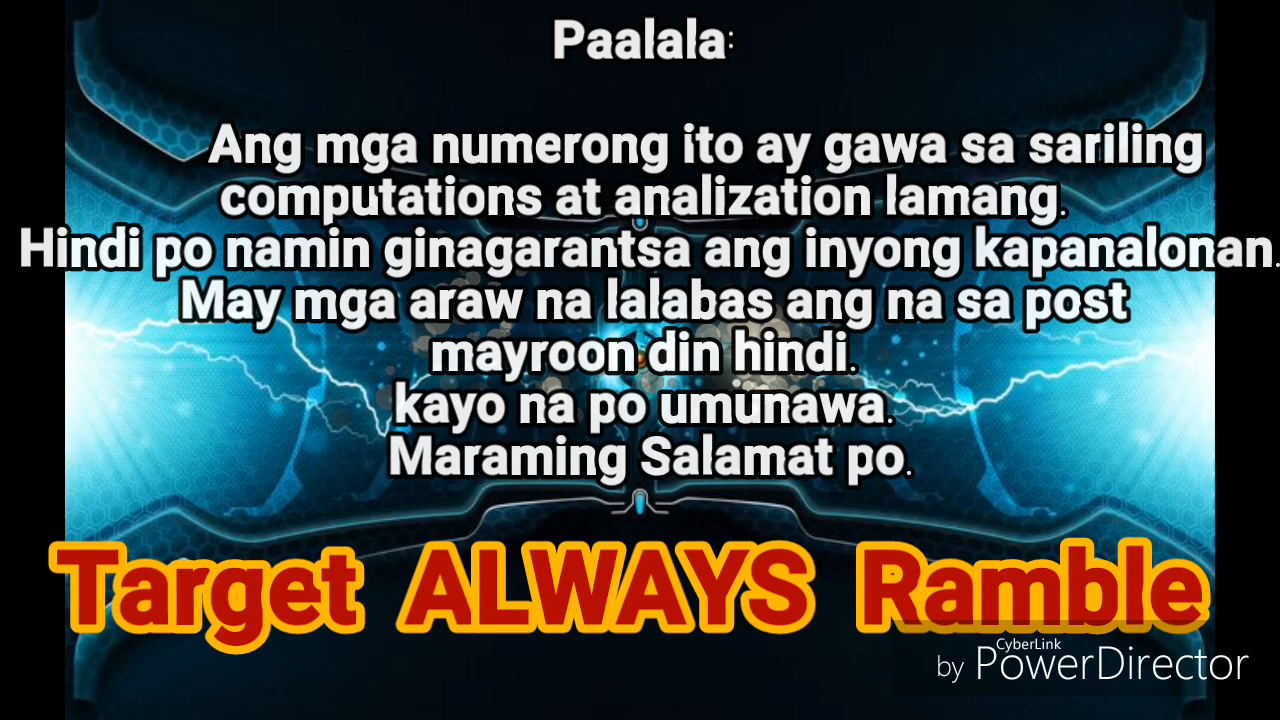 Paalala:
Ang mga numerong ito ay gawa sa sariling
computations at analization lamang.
Hindi po namin ginagarantsa ang inyong kapanalonan.
May mga araw na lalabas ang na sa post
mayroon din hindi.
kayo na po umunawa.
Maraming Salamat po.
Target ALWAYS Ramble
CyberLink
by PowerDirector